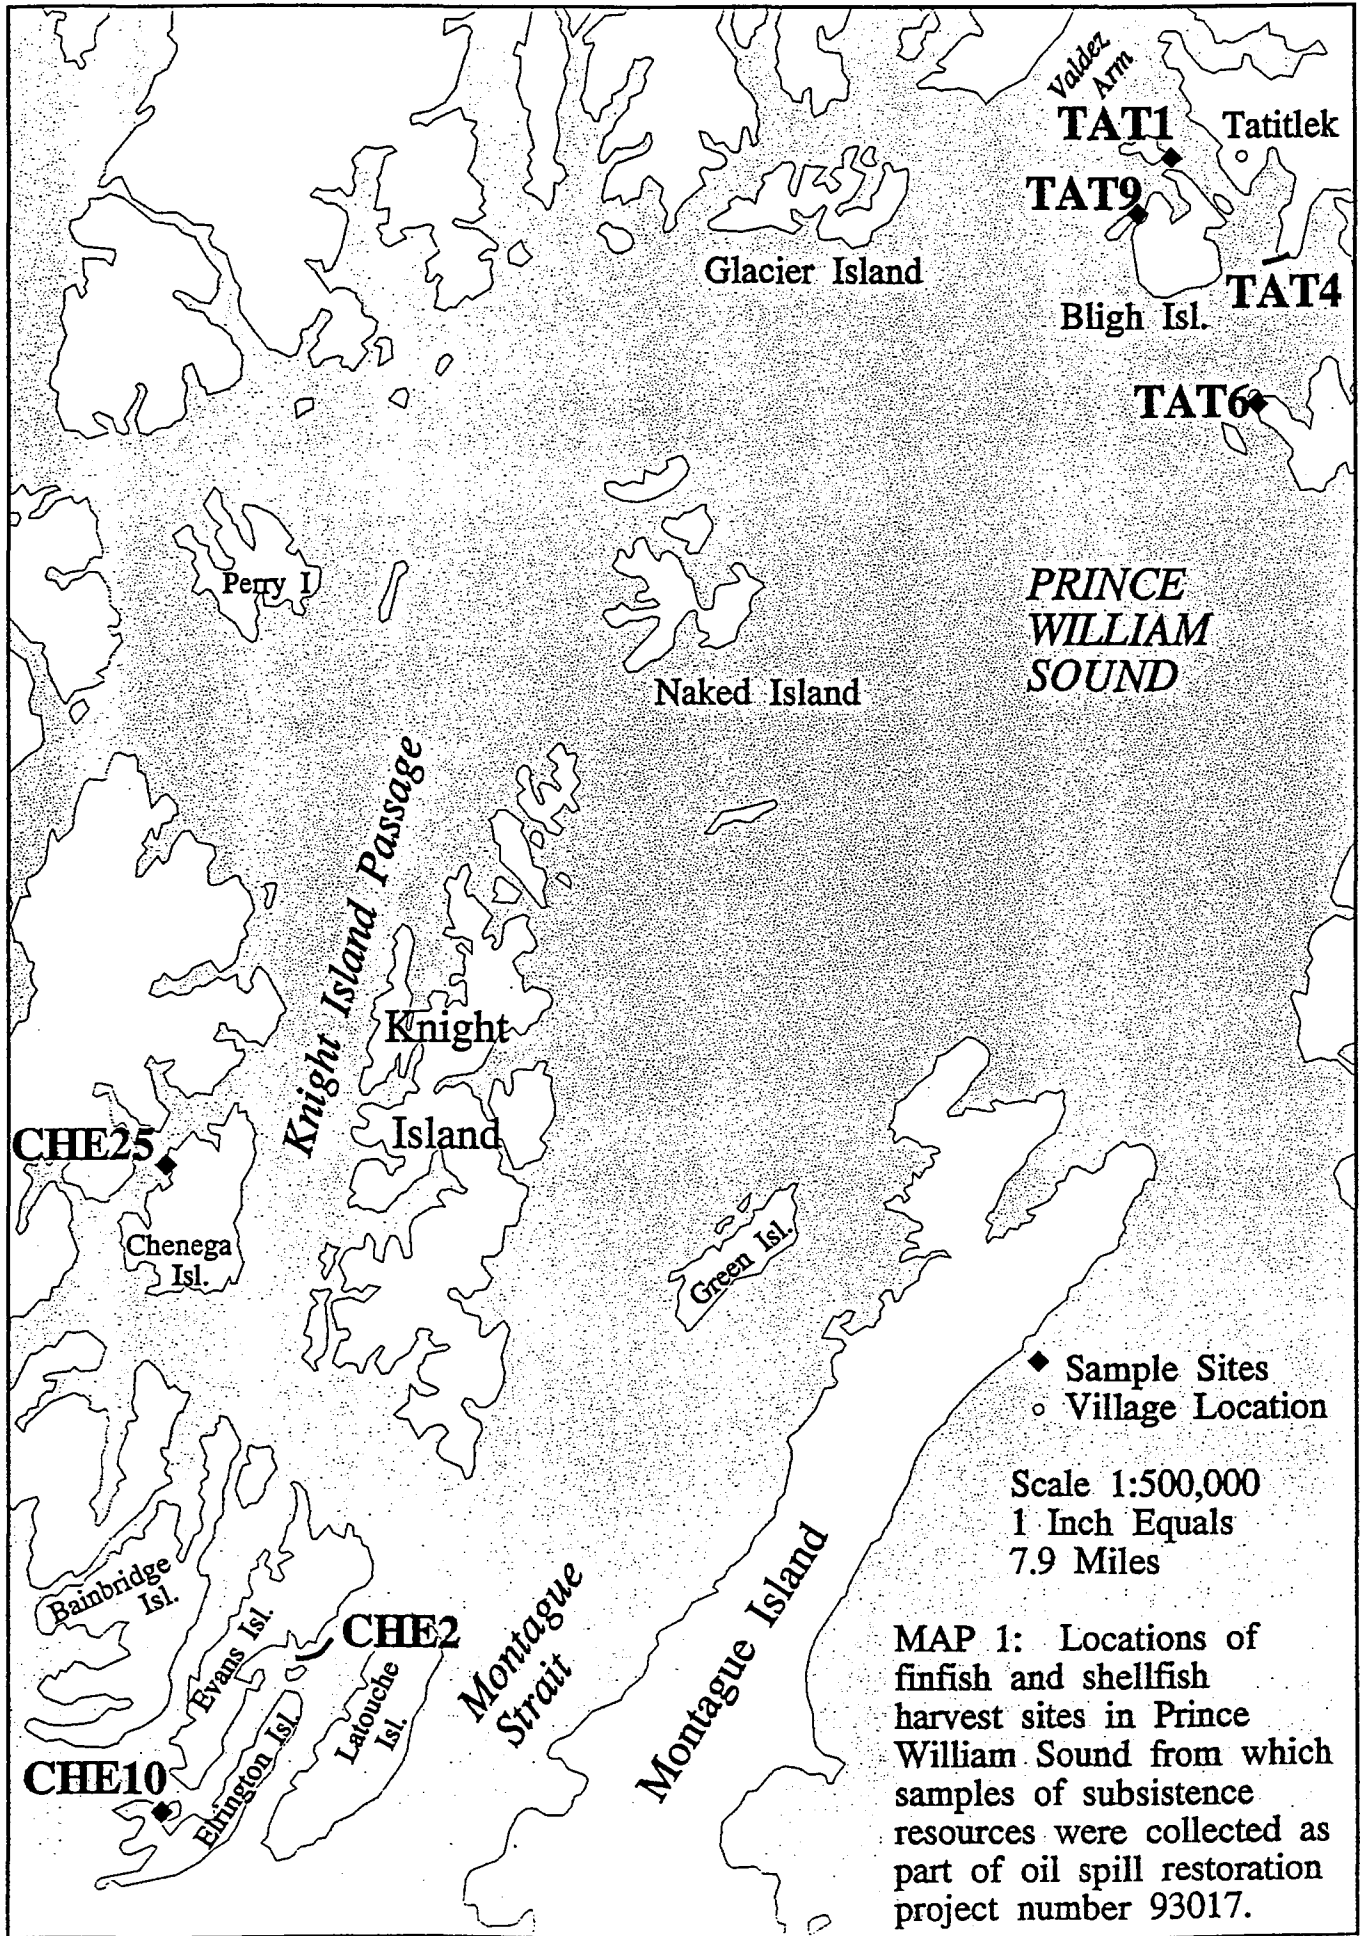 Valdez
Arm
TAT1
Tatitlek
TAT9
Glacier Island
TAT4
Bligh Isl.
TAT6
Perry I
PRINCE
WILLIAM
SOUND
Naked Island
Knight Island Passage
Knight
Island
CHE25
Chenega
Isl.
Green Isl.
◆ Sample Sites
○ Village Location
Scale 1:500,000
1 Inch Equals
7.9 Miles
Bainbridge
Isl.
Evans Isl.
CHE2
Latouche
Isl.
Montague
Strait
Montague Island
CHE10
Elrington Isl.
MAP 1: Locations of
finfish and shellfish
harvest sites in Prince
William Sound from which
samples of subsistence
resources were collected as
part of oil spill restoration
project number 93017.